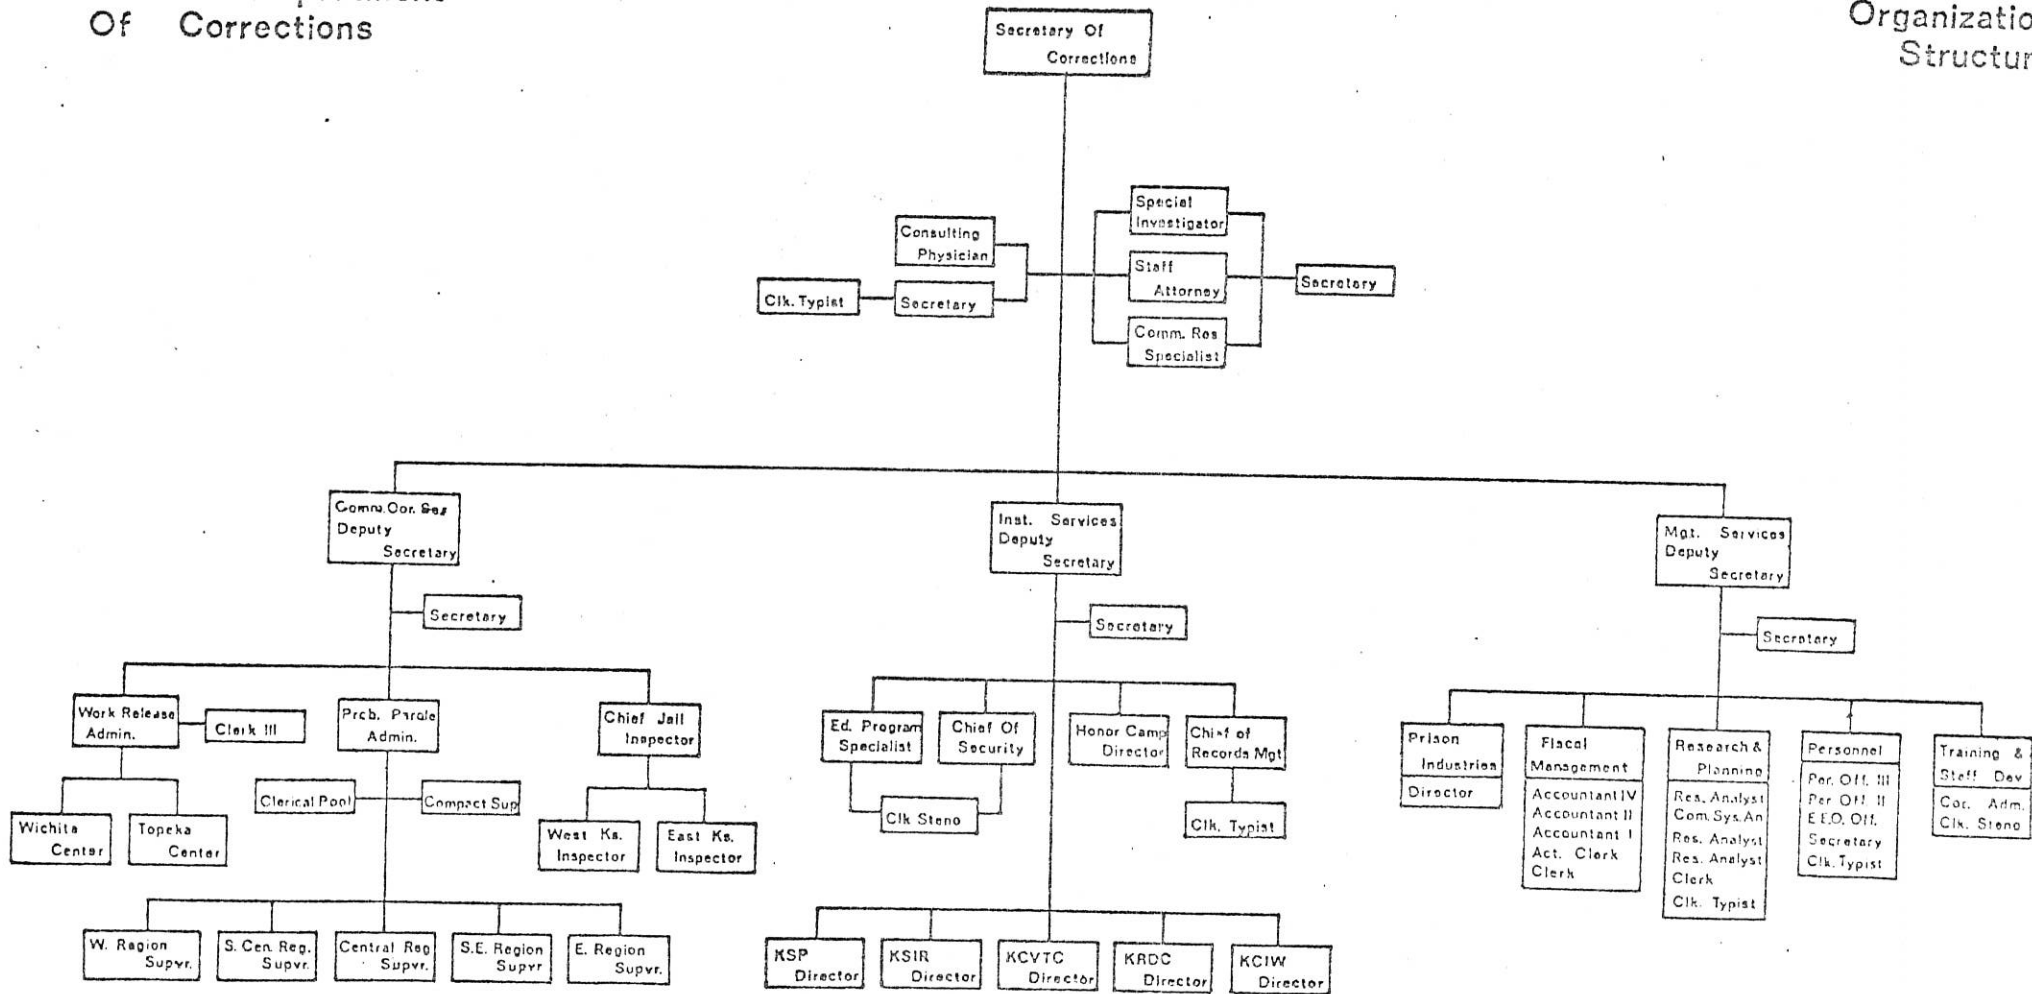 Of Corrections
Organizatio
Structur
Secretary Of
Corrections
Special
Investigator
Consulting
Physician
Staff
Attorney
Secretary
Clk. Typist
Secretary
Comm. Res
Specialist
Comm. Cor. Ses
Deputy
Secretary
Inst. Services
Deputy
Secretary
Mgt. Services
Deputy
Secretary
Secretary
Secretary
Secretary
Work Release
Admin.
Clerk III
Prob. Parole
Admin.
Chief Jail
Inspector
Ed. Program
Specialist
Chief Of
Security
Honor Camp
Director
Chief of
Records Mgt
Prison
Industries
Director
Fiscal
Management
Accountant IV
Accountant II
Accountant I
Act. Clerk
Clerk
Research &
Planning
Res. Analyst
Com. Sys. An
Res. Analyst
Res. Analyst
Clerk
Clk. Typist
Personnel
Per. Off. III
Per Off. II
E.E.O. Off.
Secretary
Clk. Typist
Training &
Staff Dev
Cor. Adm.
Clk. Steno
Clerical Pool
Compact Sup
Clk Steno
Clk. Typist
Wichita
Center
Topeka
Center
West Ks.
Inspector
East Ks.
Inspector
W. Region
Supvr.
S. Cen. Reg.
Supvr.
Central Reg
Supvr.
S.E. Region
Supvr
E. Region
Supvr.
KSP
Director
KSIR
Director
KCVTC
Director
KRDC
Director
KCIW
Director